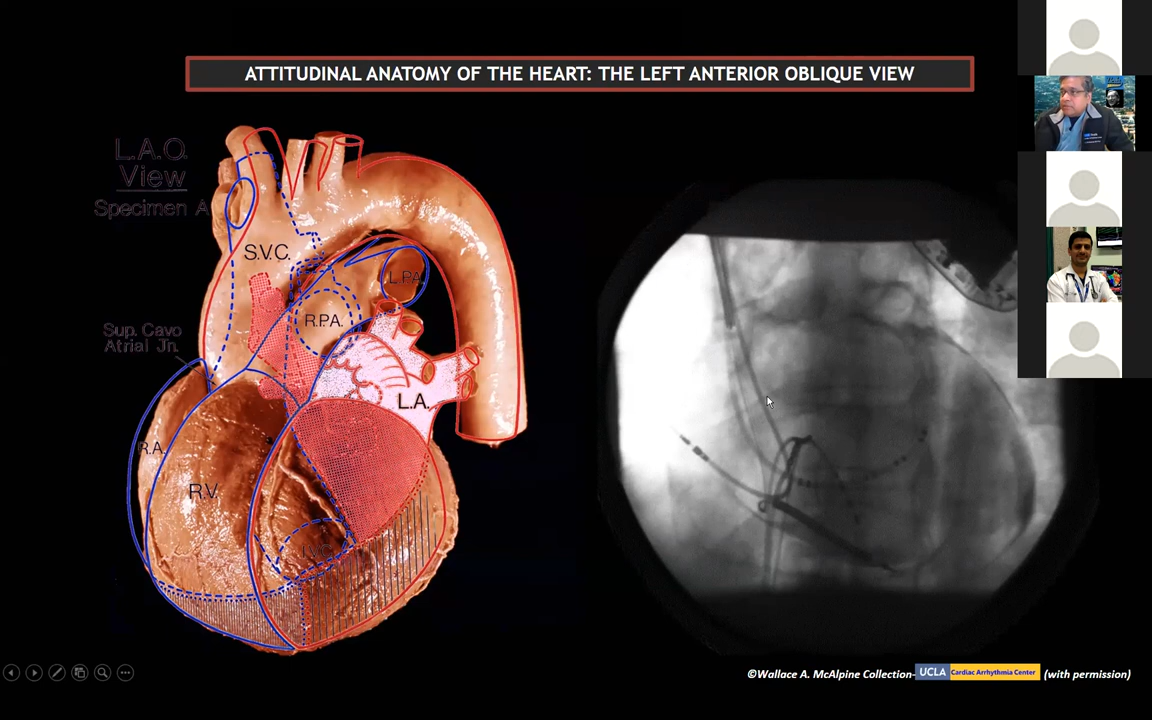 ATTITUDINAL ANATOMY OF THE HEART: THE LEFT ANTERIOR OBLIQUE VIEW
L.A.O.
View
Specimen A
S.V.C.
L.PA.
R.PA.
Sup. Cavo
Atrial Jn.
L.A.
R.A.
R.V.
I.V.C.
©Wallace A. McAlpine Collection- UCLA Cardiac Arrhythmia Center (with permission)